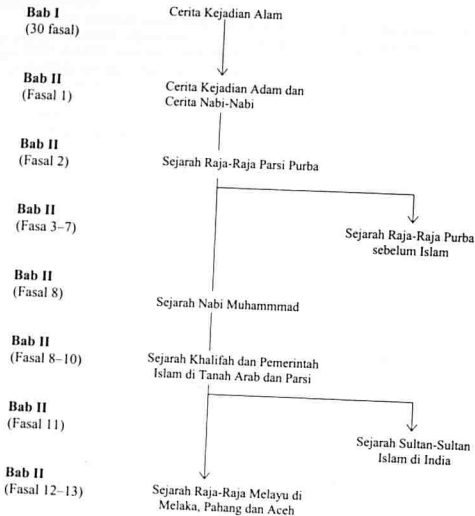 Bab I
(30 fasal)
Cerita Kejadian Alam
Bab II
(Fasal 1)
Cerita Kejadian Adam dan
Cerita Nabi-Nabi
Bab II
(Fasal 2)
Sejarah Raja-Raja Parsi Purba
Bab II
(Fasa 3–7)
Sejarah Raja-Raja Purba
sebelum Islam
Bab II
(Fasal 8)
Sejarah Nabi Muhammmad
Bab II
(Fasal 8–10)
Sejarah Khalifah dan Pemerintah
Islam di Tanah Arab dan Parsi
Bab II
(Fasal 11)
Sejarah Sultan-Sultan
Islam di India
Bab II
(Fasal 12–13)
Sejarah Raja-Raja Melayu di
Melaka, Pahang dan Aceh